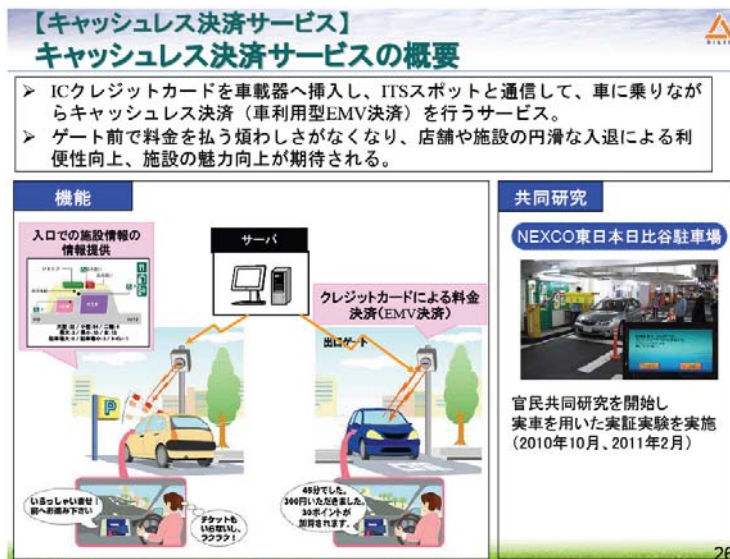 【キャッシュレス決済サービス】
キャッシュレス決済サービスの概要
➢ ICクレジットカードを車載器へ挿入し、ITSスポットと通信して、車に乗りなが
らキャッシュレス決済(車利用型EMV決済)を行うサービス。
➢ ゲート前で料金を払う煩わしさがなくなり、店舗や施設の円滑な入退による利
便性向上、施設の魅力向上が期待される。
機能
入口での施設情報の
情報提供
サーバ
クレジットカードによる料金
決済(EMV決済)
出口ゲート
P
いらっしゃいませ!
前へお進み下さい
チケットも
いらないし、
ラクラク!
45分でした。
300円いただきました。
30ポイントが
加算されます。
共同研究
NEXCO東日本日比谷駐車場
官民共同研究を開始し
実車を用いた実証実験を実施
(2010年10月、2011年2月)
26